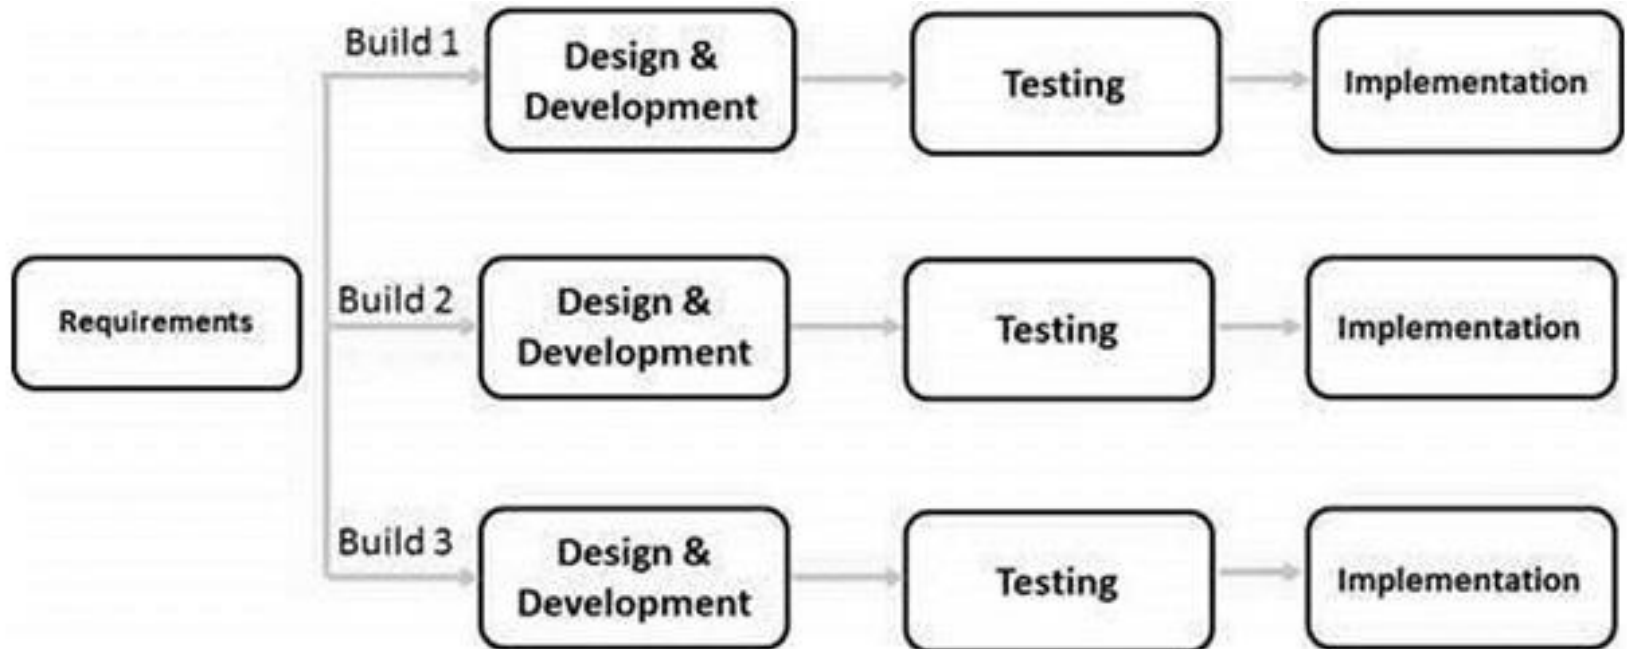 Build 1
Design &
Development
Testing
Implementation
Requirements
Build 2
Design &
Development
Testing
Implementation
Build 3
Design &
Development
Testing
Implementation